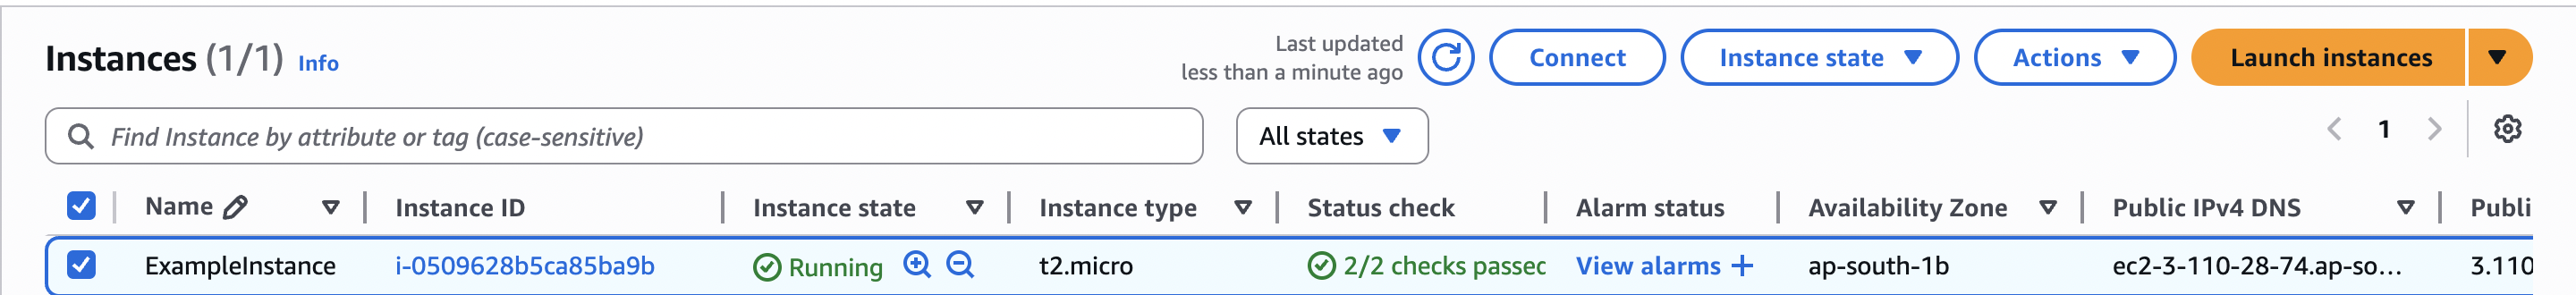 Instances (1/1) Info
Last updated
less than a minute ago
Connect
Instance state
Actions
Launch instances
Find Instance by attribute or tag (case-sensitive)
All states
1
Name Instance ID Instance state Instance type Status check Alarm status Availability Zone Public IPv4 DNS Publi
ExampleInstance i-0509628b5ca85ba9b Running t2.micro 2/2 checks passec View alarms + ap-south-1b ec2-3-110-28-74.ap-so... 3.110